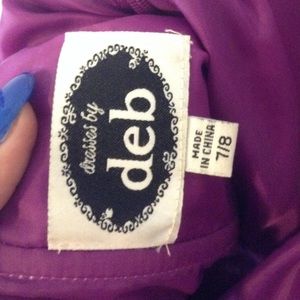 dresses by
deb
MADE
IN CHINA
7/8